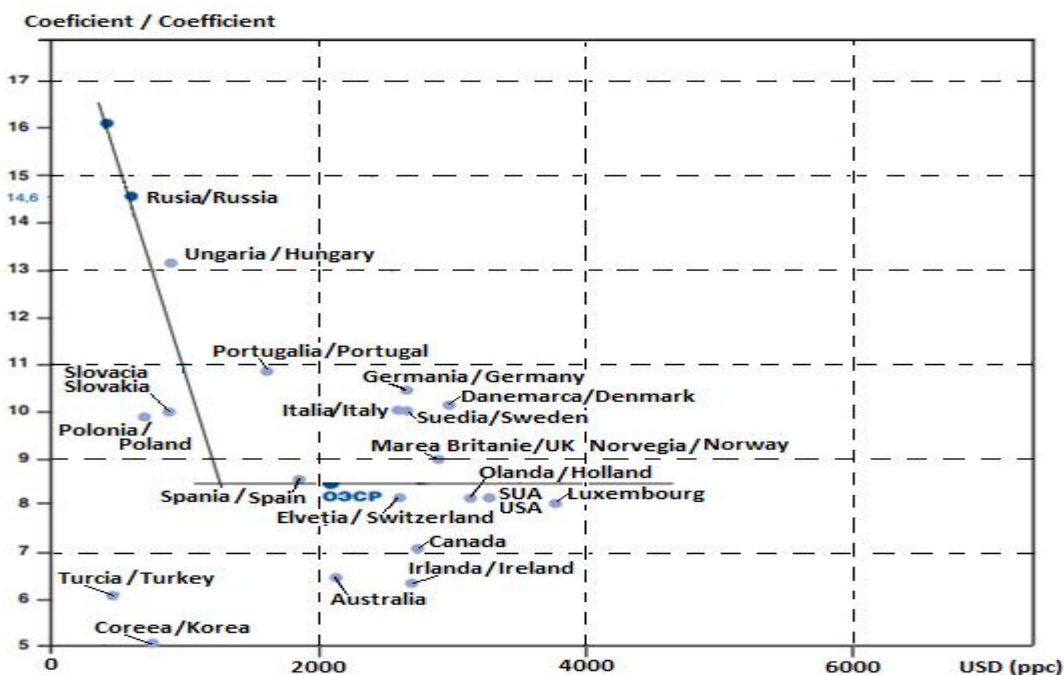 Coeficient / Coefficient
17
16
15
14,6
14
13
12
11
10
9
8
7
6
5
Rusia/Russia
Ungaria / Hungary
Portugalia/Portugal
Slovacia
Slovakia
Germania/Germany
Danemarca/Denmark
Italia/Italy
Suedia/Sweden
Polonia/
Poland
Marea Britanie/UK Norvegia/Norway
Olanda/Holland
Spania/Spain
ОЭСР
SUA
USA
Luxembourg
Elveția/Switzerland
Canada
Irlanda/Ireland
Turcia/Turkey
Australia
Coreea/Korea
0 2000 4000 6000 USD (ppc)